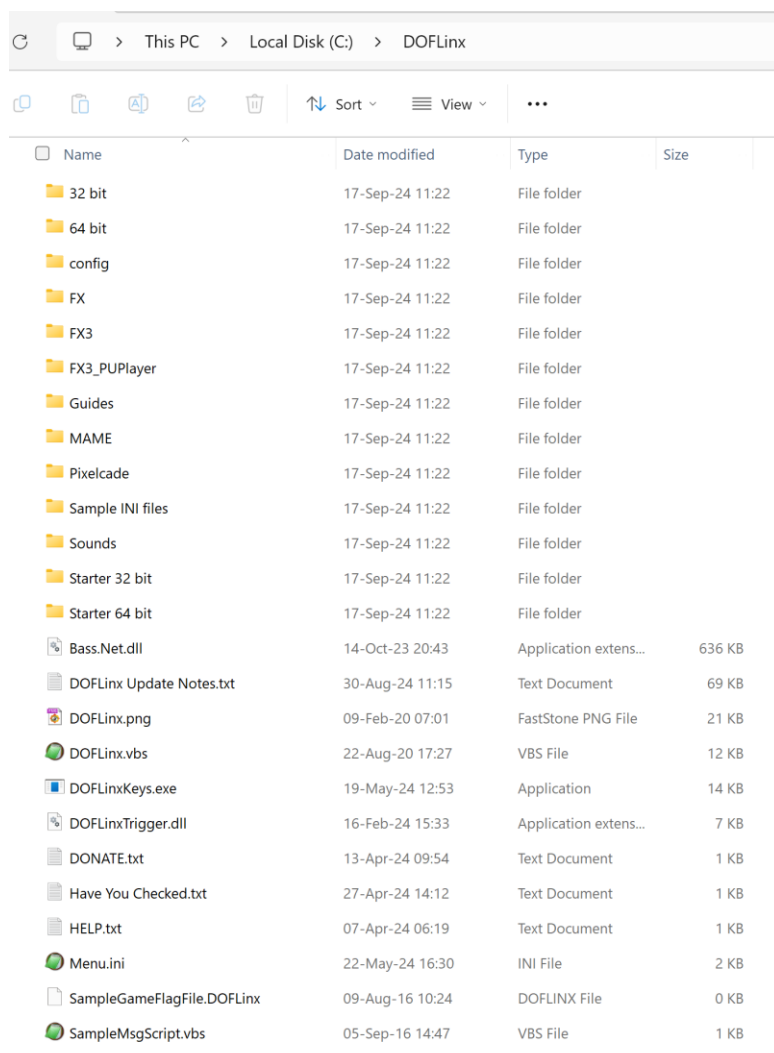 This PC > Local Disk (C:) > DOFLinx
Sort View
Name Date modified Type Size
32 bit 17-Sep-24 11:22 File folder
64 bit 17-Sep-24 11:22 File folder
config 17-Sep-24 11:22 File folder
FX 17-Sep-24 11:22 File folder
FX3 17-Sep-24 11:22 File folder
FX3_PUPlayer 17-Sep-24 11:22 File folder
Guides 17-Sep-24 11:22 File folder
MAME 17-Sep-24 11:22 File folder
Pixelcade 17-Sep-24 11:22 File folder
Sample INI files 17-Sep-24 11:22 File folder
Sounds 17-Sep-24 11:22 File folder
Starter 32 bit 17-Sep-24 11:22 File folder
Starter 64 bit 17-Sep-24 11:22 File folder
Bass.Net.dll 14-Oct-23 20:43 Application extens... 636 KB
DOFLinx Update Notes.txt 30-Aug-24 11:15 Text Document 69 KB
DOFLinx.png 09-Feb-20 07:01 FastStone PNG File 21 KB
DOFLinx.vbs 22-Aug-20 17:27 VBS File 12 KB
DOFLinxKeys.exe 19-May-24 12:53 Application 14 KB
DOFLinxTrigger.dll 16-Feb-24 15:33 Application extens... 7 KB
DONATE.txt 13-Apr-24 09:54 Text Document 1 KB
Have You Checked.txt 27-Apr-24 14:12 Text Document 1 KB
HELP.txt 07-Apr-24 06:19 Text Document 1 KB
Menu.ini 22-May-24 16:30 INI File 2 KB
SampleGameFlagFile.DOFLinx 09-Aug-16 10:24 DOFLINX File 0 KB
SampleMsgScript.vbs 05-Sep-16 14:47 VBS File 1 KB